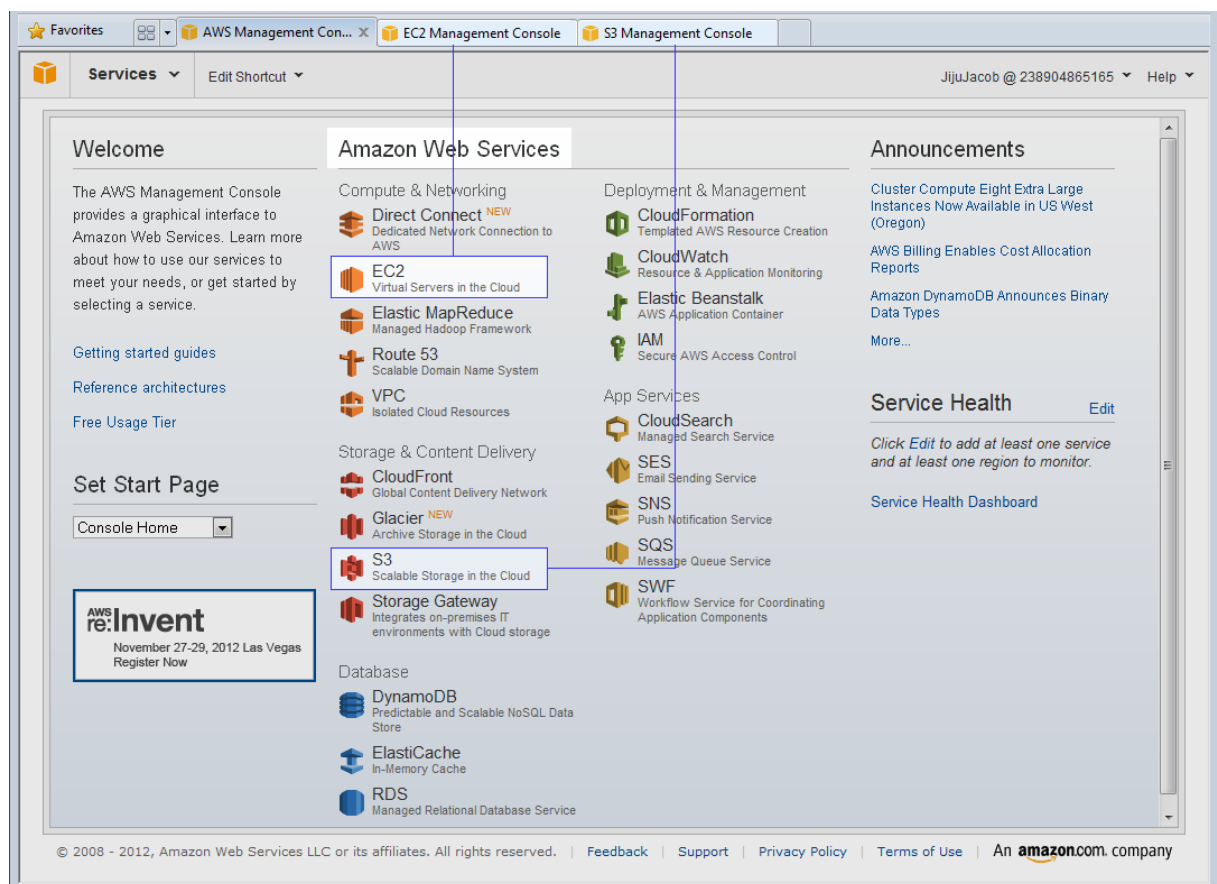 Favorites
AWS Management Con...
EC2 Management Console
S3 Management Console
Services
Edit Shortcut
JijuJacob @ 238904865165
Help
Welcome
The AWS Management Console
provides a graphical interface to
Amazon Web Services. Learn more
about how to use our services to
meet your needs, or get started by
selecting a service.
Getting started guides
Reference architectures
Free Usage Tier
Set Start Page
Console Home
AWS
re:Invent
November 27-29, 2012 Las Vegas
Register Now
Amazon Web Services
Compute & Networking
Direct Connect NEW
Dedicated Network Connection to
AWS
EC2
Virtual Servers in the Cloud
Elastic MapReduce
Managed Hadoop Framework
Route 53
Scalable Domain Name System
VPC
Isolated Cloud Resources
Storage & Content Delivery
CloudFront
Global Content Delivery Network
Glacier NEW
Archive Storage in the Cloud
S3
Scalable Storage in the Cloud
Storage Gateway
Integrates on-premises IT
environments with Cloud storage
Database
DynamoDB
Predictable and Scalable NoSQL Data
Store
ElastiCache
In-Memory Cache
RDS
Managed Relational Database Service
Deployment & Management
CloudFormation
Templated AWS Resource Creation
CloudWatch
Resource & Application Monitoring
Elastic Beanstalk
AWS Application Container
IAM
Secure AWS Access Control
App Services
CloudSearch
Managed Search Service
SES
Email Sending Service
SNS
Push Notification Service
SQS
Message Queue Service
SWF
Workflow Service for Coordinating
Application Components
Announcements
Cluster Compute Eight Extra Large
Instances Now Available in US West
(Oregon)
AWS Billing Enables Cost Allocation
Reports
Amazon DynamoDB Announces Binary
Data Types
More...
Service Health
Edit
Click Edit to add at least one service
and at least one region to monitor.
Service Health Dashboard
© 2008 - 2012, Amazon Web Services LLC or its affiliates. All rights reserved. | Feedback | Support | Privacy Policy | Terms of Use | An amazon.com. company